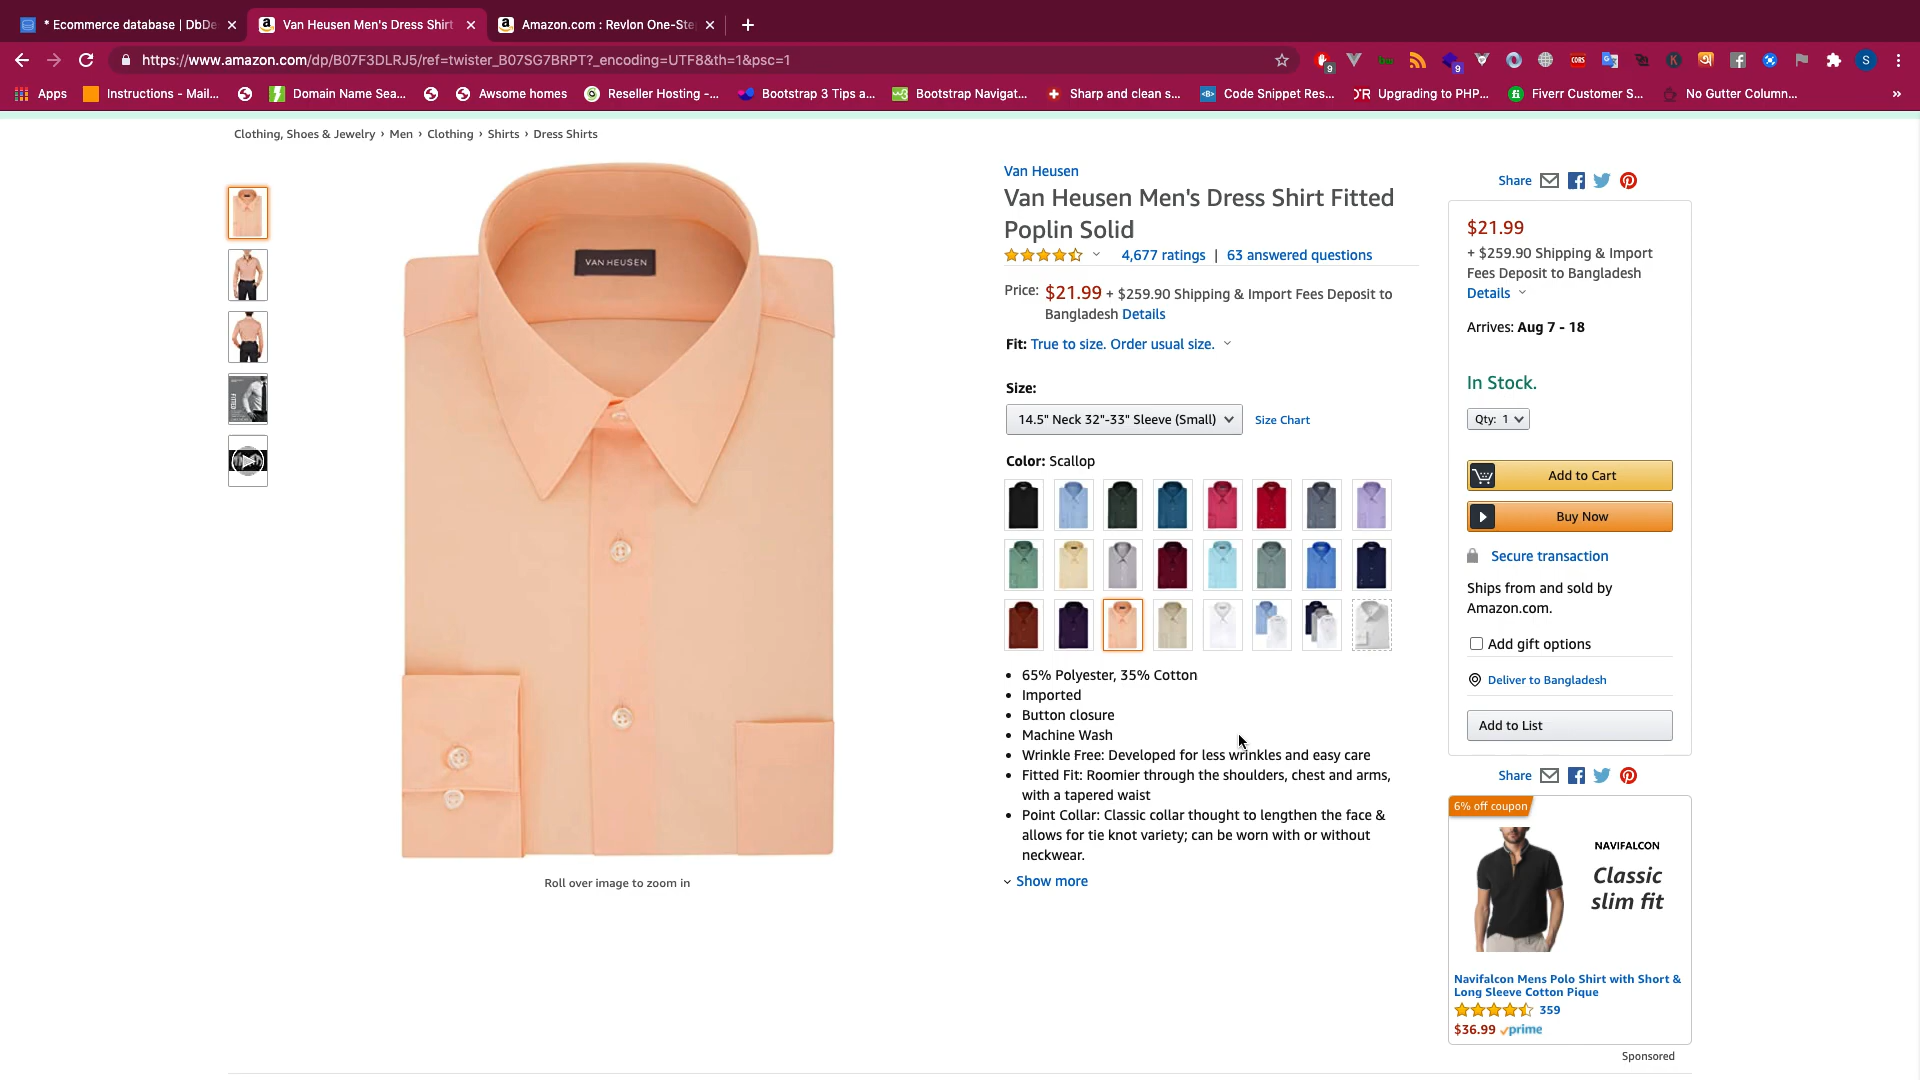 * Ecommerce database | DbDe
Van Heusen Men's Dress Shirt
Amazon.com : Revlon One-Ste
https://www.amazon.com/dp/B07F3DLRJ5/ref=twister_B07SG7BRPT?_encoding=UTF8&th=1&psc=1
9
9
CORS
K
S
Apps
Instructions - Mail...
Domain Name Sea...
Awsome homes
Reseller Hosting -...
Bootstrap 3 Tips a...
Bootstrap Navigat...
Sharp and clean s...
Code Snippet Res...
Upgrading to PHP...
Fiverr Customer S...
No Gutter Column...
»
Clothing, Shoes & Jewelry › Men › Clothing › Shirts › Dress Shirts
VAN HEUSEN
FITTED
Roll over image to zoom in
Van Heusen
Van Heusen Men's Dress Shirt Fitted
Poplin Solid
4,677 ratings | 63 answered questions
Price: $21.99 + $259.90 Shipping & Import Fees Deposit to
Bangladesh Details
Fit: True to size. Order usual size.
Size:
14.5" Neck 32"-33" Sleeve (Small)
Size Chart
Color: Scallop
• 65% Polyester, 35% Cotton
• Imported
• Button closure
• Machine Wash
• Wrinkle Free: Developed for less wrinkles and easy care
• Fitted Fit: Roomier through the shoulders, chest and arms,
with a tapered waist
• Point Collar: Classic collar thought to lengthen the face &
allows for tie knot variety; can be worn with or without
neckwear.
Show more
Share
$21.99
+ $259.90 Shipping & Import
Fees Deposit to Bangladesh
Details
Arrives: Aug 7 - 18
In Stock.
Qty: 1
Add to Cart
Buy Now
Secure transaction
Ships from and sold by
Amazon.com.
Add gift options
Deliver to Bangladesh
Add to List
Share
6% off coupon
NAVIFALCON
Classic
slim fit
Navifalcon Mens Polo Shirt with Short &
Long Sleeve Cotton Pique
359
$36.99 prime
Sponsored